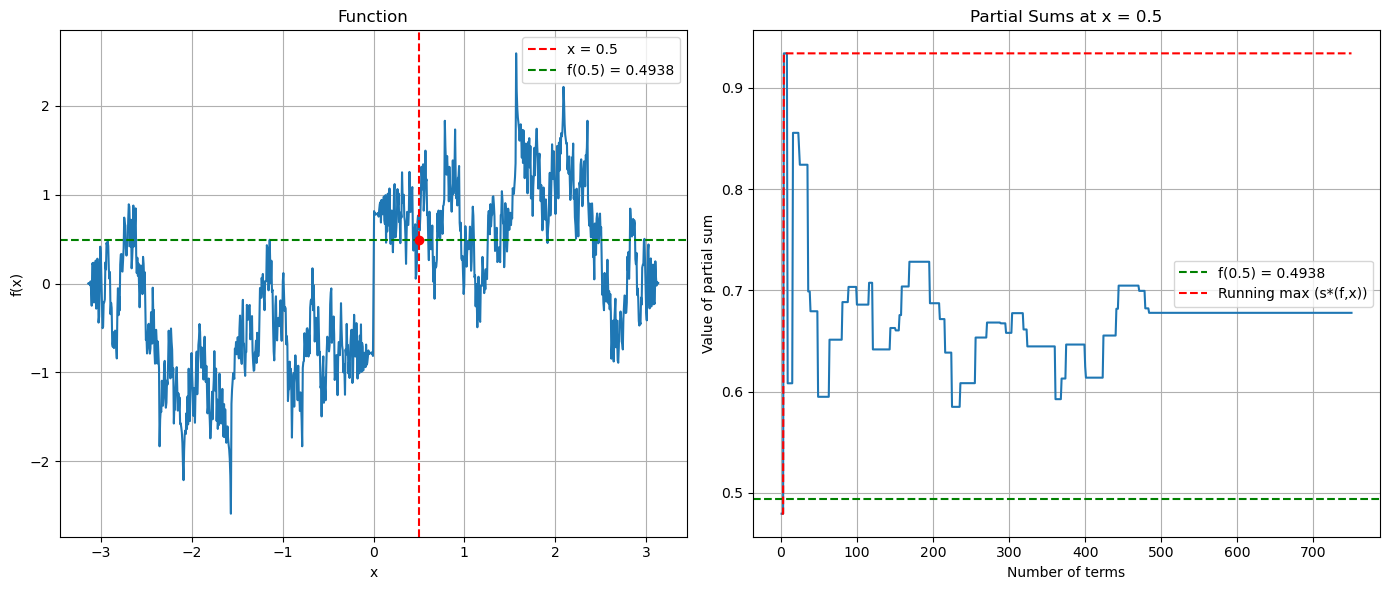 Function
x = 0.5
f(0.5) = 0.4938
f(x)
2
1
0
−1
−2
−3
−2
−1
0
1
2
3
x
Partial Sums at x = 0.5
Value of partial sum
0.9
0.8
0.7
0.6
0.5
f(0.5) = 0.4938
Running max (s*(f,x))
0
100
200
300
400
500
600
700
Number of terms